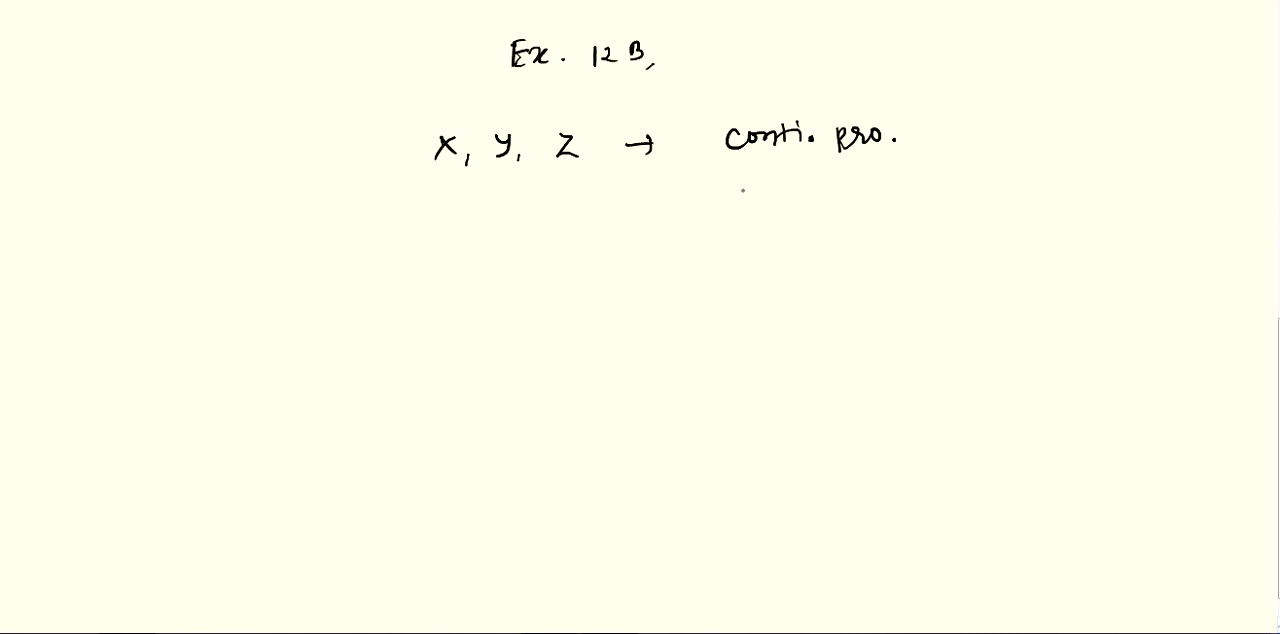 Ex. 12 B,
x, y, z → conti. pro.